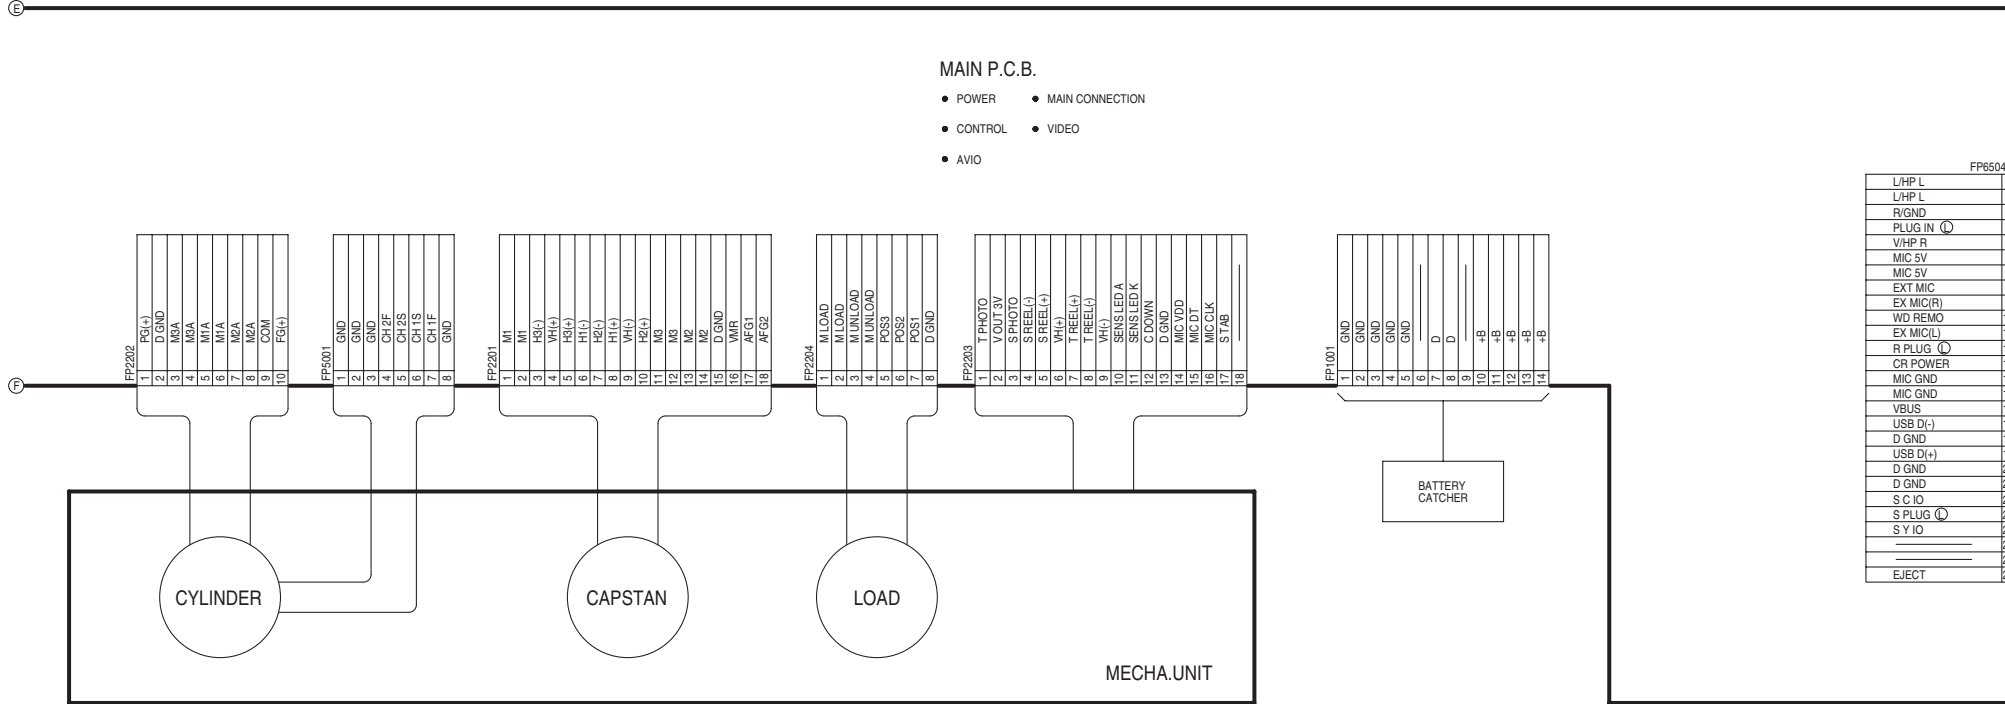 E
MAIN P.C.B.
● POWER ● MAIN CONNECTION
● CONTROL ● VIDEO
● AVIO
F
FP2202
1 PG(+)
2 D GND
3 M3A
4 M3A
5 M1A
6 M1A
7 M2A
8 M2A
9 COM
10 FG(+)
FP5001
1 GND
2 GND
3 GND
4 CH 2F
5 CH 2S
6 CH 1S
7 CH 1F
8 GND
FP2201
1 M1
2 M1
3 H3(-)
4 VH(+)
5 H3(+)
6 H1(-)
7 H2(-)
8 H1(+)
9 VH(-)
10 H2(+)
11 M3
12 M3
13 M2
14 M2
15 D GND
16 VMR
17 AFG1
18 AFG2
FP2204
1 M LOAD
2 M LOAD
3 M UNLOAD
4 M UNLOAD
5 POS3
6 POS2
7 POS1
8 D GND
FP2203
1 T PHOTO
2 V OUT 3V
3 S PHOTO
4 S REEL(-)
5 S REEL(+)
6 VH(+)
7 T REEL(+)
8 T REEL(-)
9 VH(-)
10 SENS LED A
11 SENS LED K
12 C DOWN
13 D GND
14 MIC VDD
15 MIC DT
16 MIC CLK
17 S TAB
18
FP1001
1 GND
2 GND
3 GND
4 GND
5 GND
6
7 D
8 D
9
10 +B
11 +B
12 +B
13 +B
14 +B
FP6504
L/HP L
L/HP L
R/GND
PLUG IN L
V/HP R
MIC 5V
MIC 5V
EXT MIC
EX MIC(R)
WD REMO
EX MIC(L)
R PLUG L
CR POWER
MIC GND
MIC GND
VBUS
USB D(-)
D GND
USB D(+)
D GND
D GND
S C IO
S PLUG L
S Y IO
EJECT
BATTERY
CATCHER
CYLINDER
CAPSTAN
LOAD
MECHA.UNIT